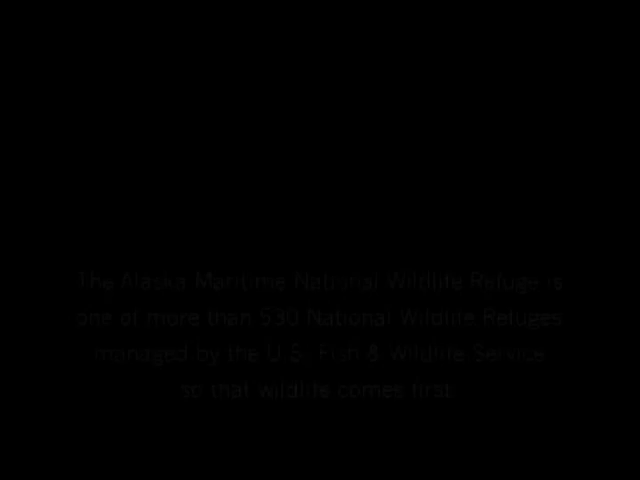 The Alaska Maritime National Wildlife Refuge is
one of more than 530 National Wildlife Refuges
managed by the U.S. Fish & Wildlife Service
so that wildlife comes first.